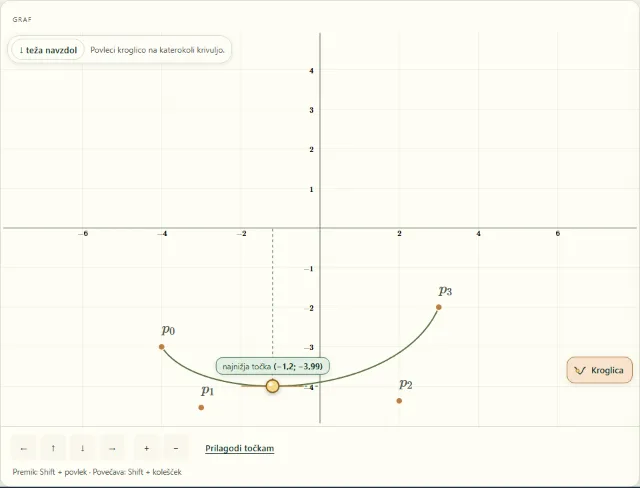 GRAF
↓ teža navzdol Povleci kroglico na katerokoli krivuljo.
4
3
2
1
−6 −4 −2 2 4 6
−1
p3
−2
p0
−3
najnižja točka (−1,2; −3,99)
Kroglica
p1 −4 p2
← ↑ ↓ → + − Prilagodi točkam
Premik: Shift + povlek · Povečava: Shift + kolešček